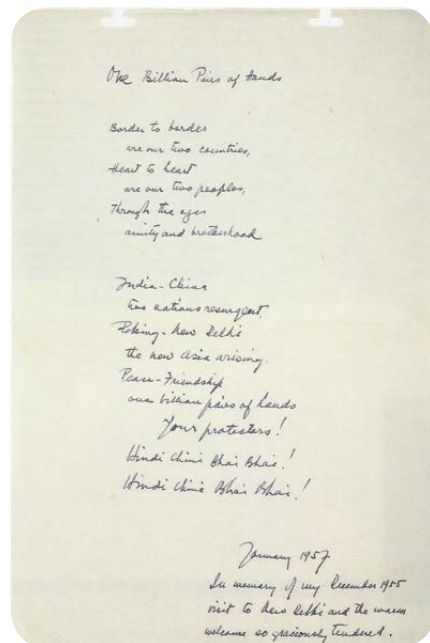 One Billion Pairs of Hands
Border to border
are our two countries,
Heart to heart
are our two peoples,
Through the ages
amity and brotherhood
India - China
two nations resurgent,
Peking - New Delhi
the new Asia arising.
Peace - Friendship
one billion pairs of hands
Your protectors!
Hindi Chini Bhai Bhai!
Hindi Chini Bhai Bhai!
January 1957
In memory of my December 1955
visit to New Delhi and the warm
welcome so graciously tendered.